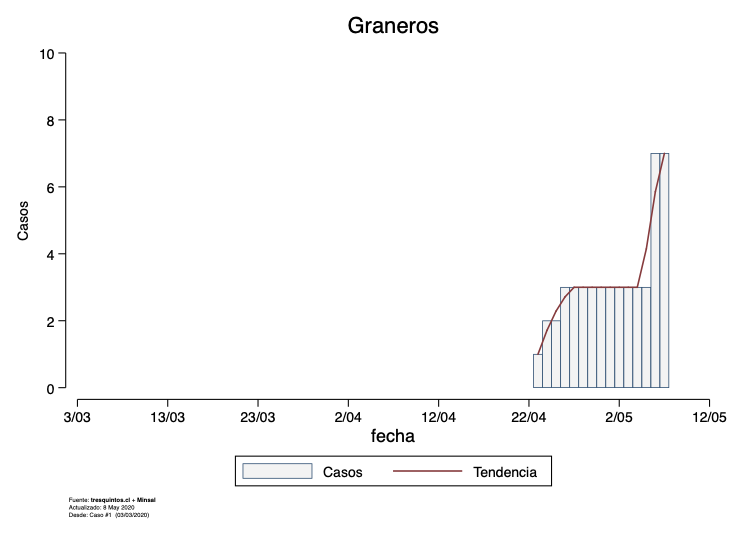 Graneros
10
8
6
4
2
0
Casos
3/03 13/03 23/03 2/04 12/04 22/04 2/05 12/05
fecha
Casos Tendencia
Fuente: tresquintos.cl + Minsal
Actualizado: 8 May 2020
Desde: Caso #1 (03/03/2020)